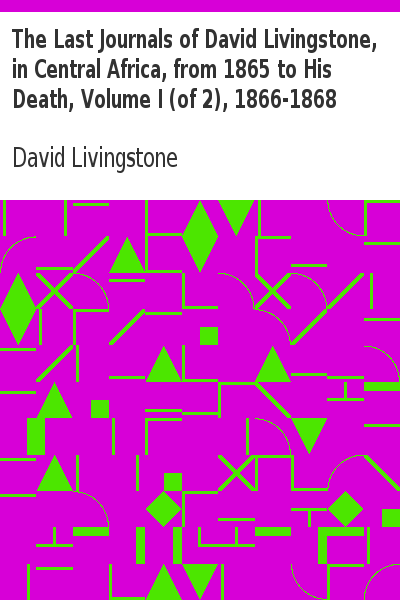 The Last Journals of David Livingstone,
in Central Africa, from 1865 to His
Death, Volume I (of 2), 1866-1868
David Livingstone